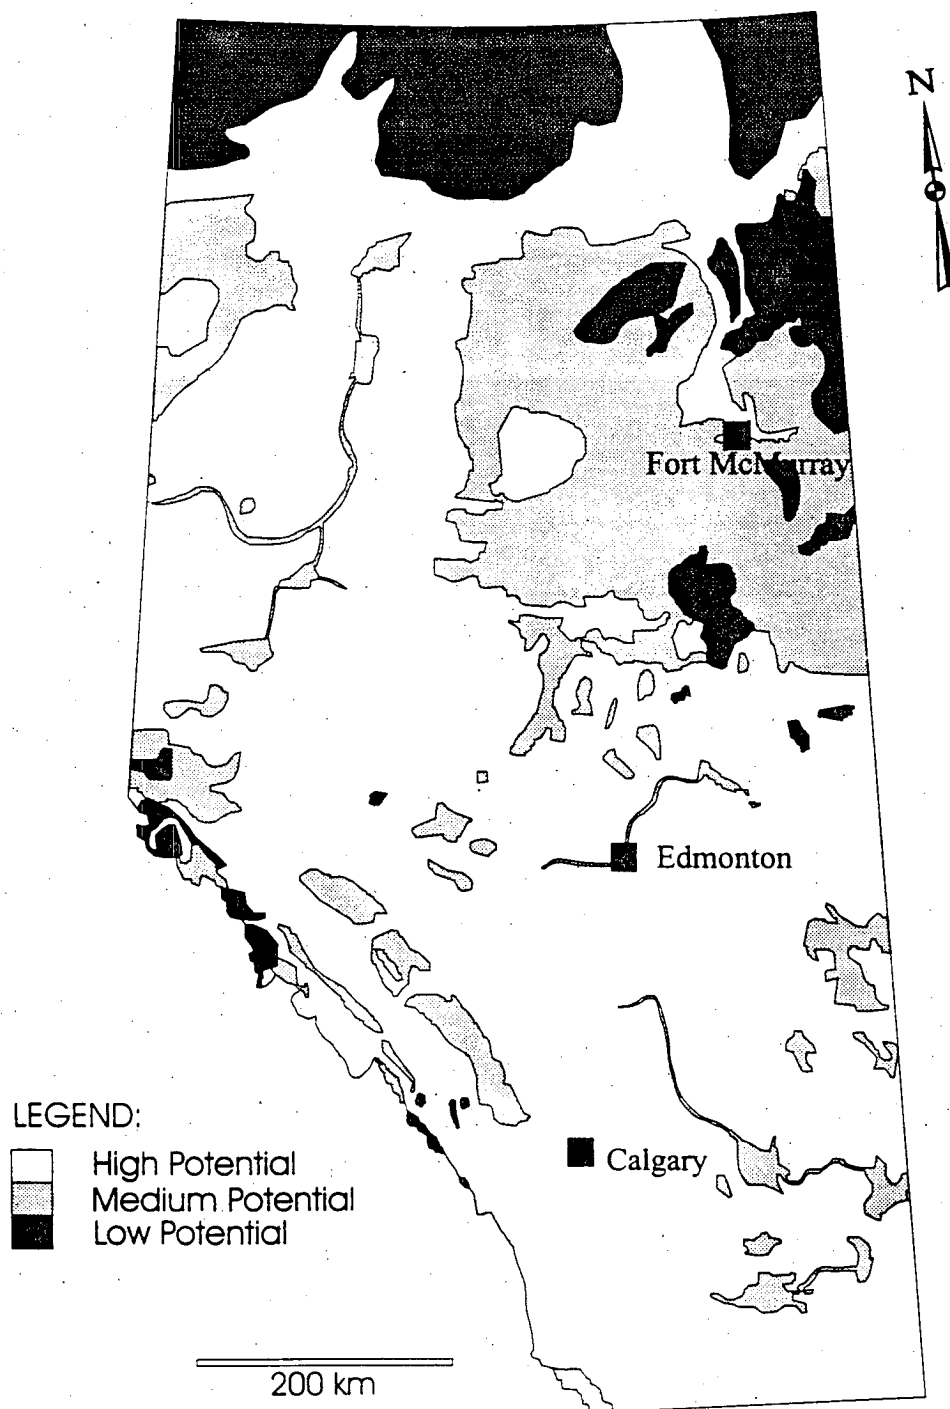 N
Fort McMurray
Edmonton
Calgary
LEGEND:
High Potential
Medium Potential
Low Potential
200 km